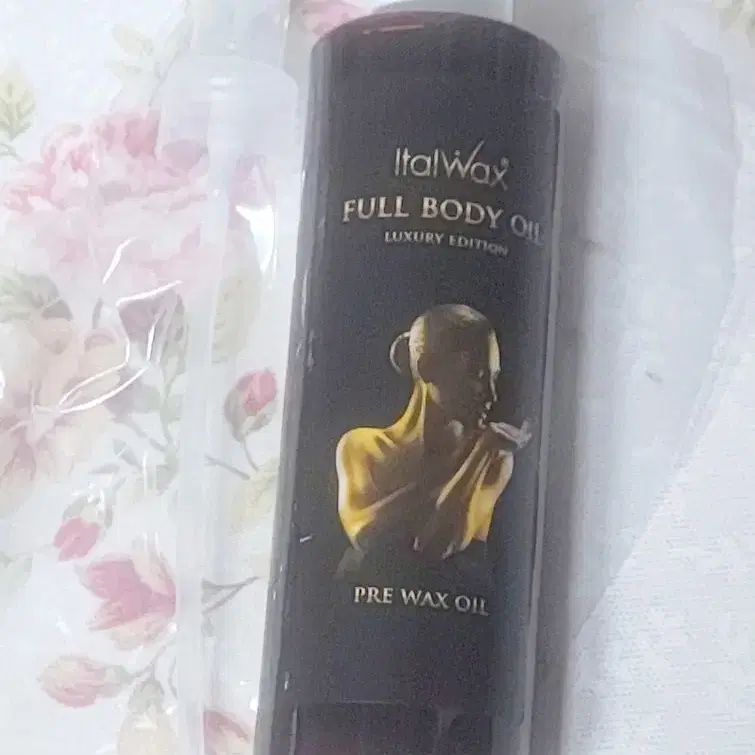 ItalWax
FULL BODY OIL
LUXURY EDITION
PRE WAX OIL